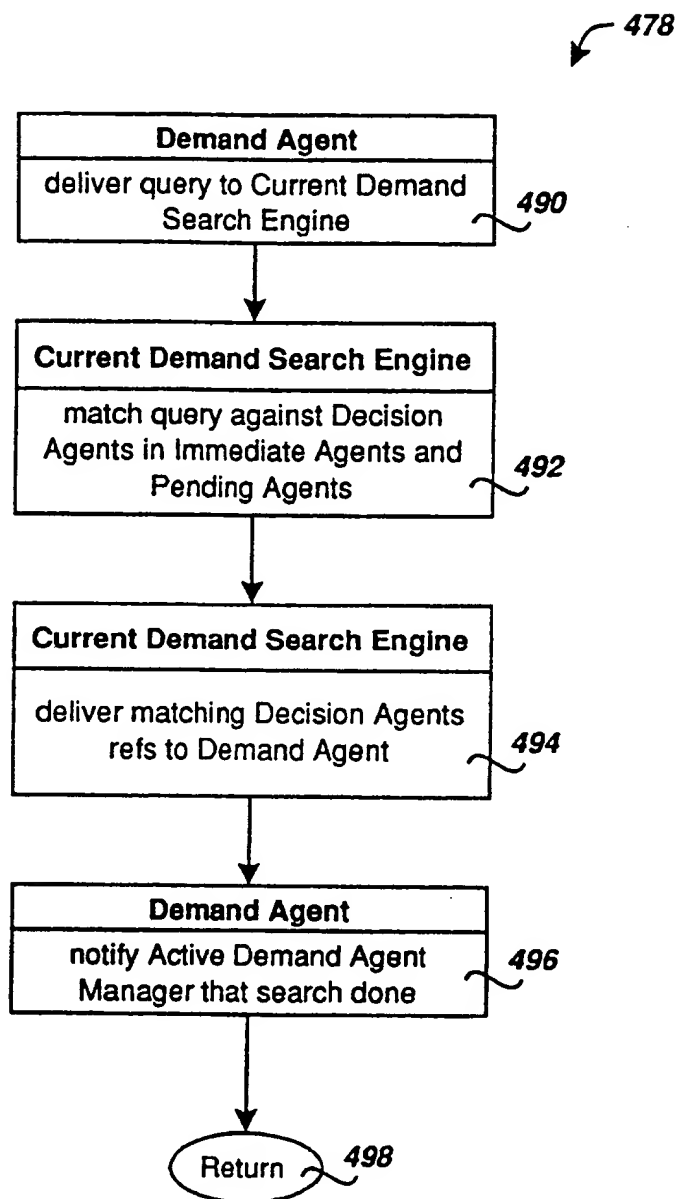 478
Demand Agent
deliver query to Current Demand
Search Engine
490
Current Demand Search Engine
match query against Decision
Agents in Immediate Agents and
Pending Agents
492
Current Demand Search Engine
deliver matching Decision Agents
refs to Demand Agent
494
Demand Agent
notify Active Demand Agent
Manager that search done
496
Return
498